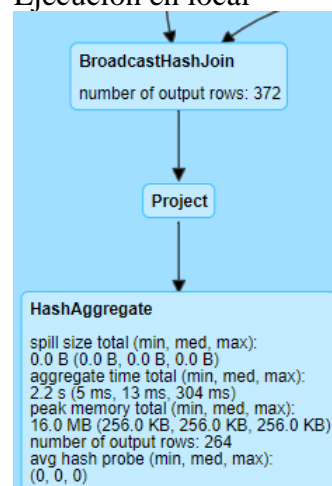 Ejecución en local
BroadcastHashJoin
number of output rows: 372
Project
HashAggregate
spill size total (min, med, max):
0.0 B (0.0 B, 0.0 B, 0.0 B)
aggregate time total (min, med, max):
2.2 s (5 ms, 13 ms, 304 ms)
peak memory total (min, med, max):
16.0 MB (256.0 KB, 256.0 KB, 256.0 KB)
number of output rows: 264
avg hash probe (min, med, max):
(0, 0, 0)